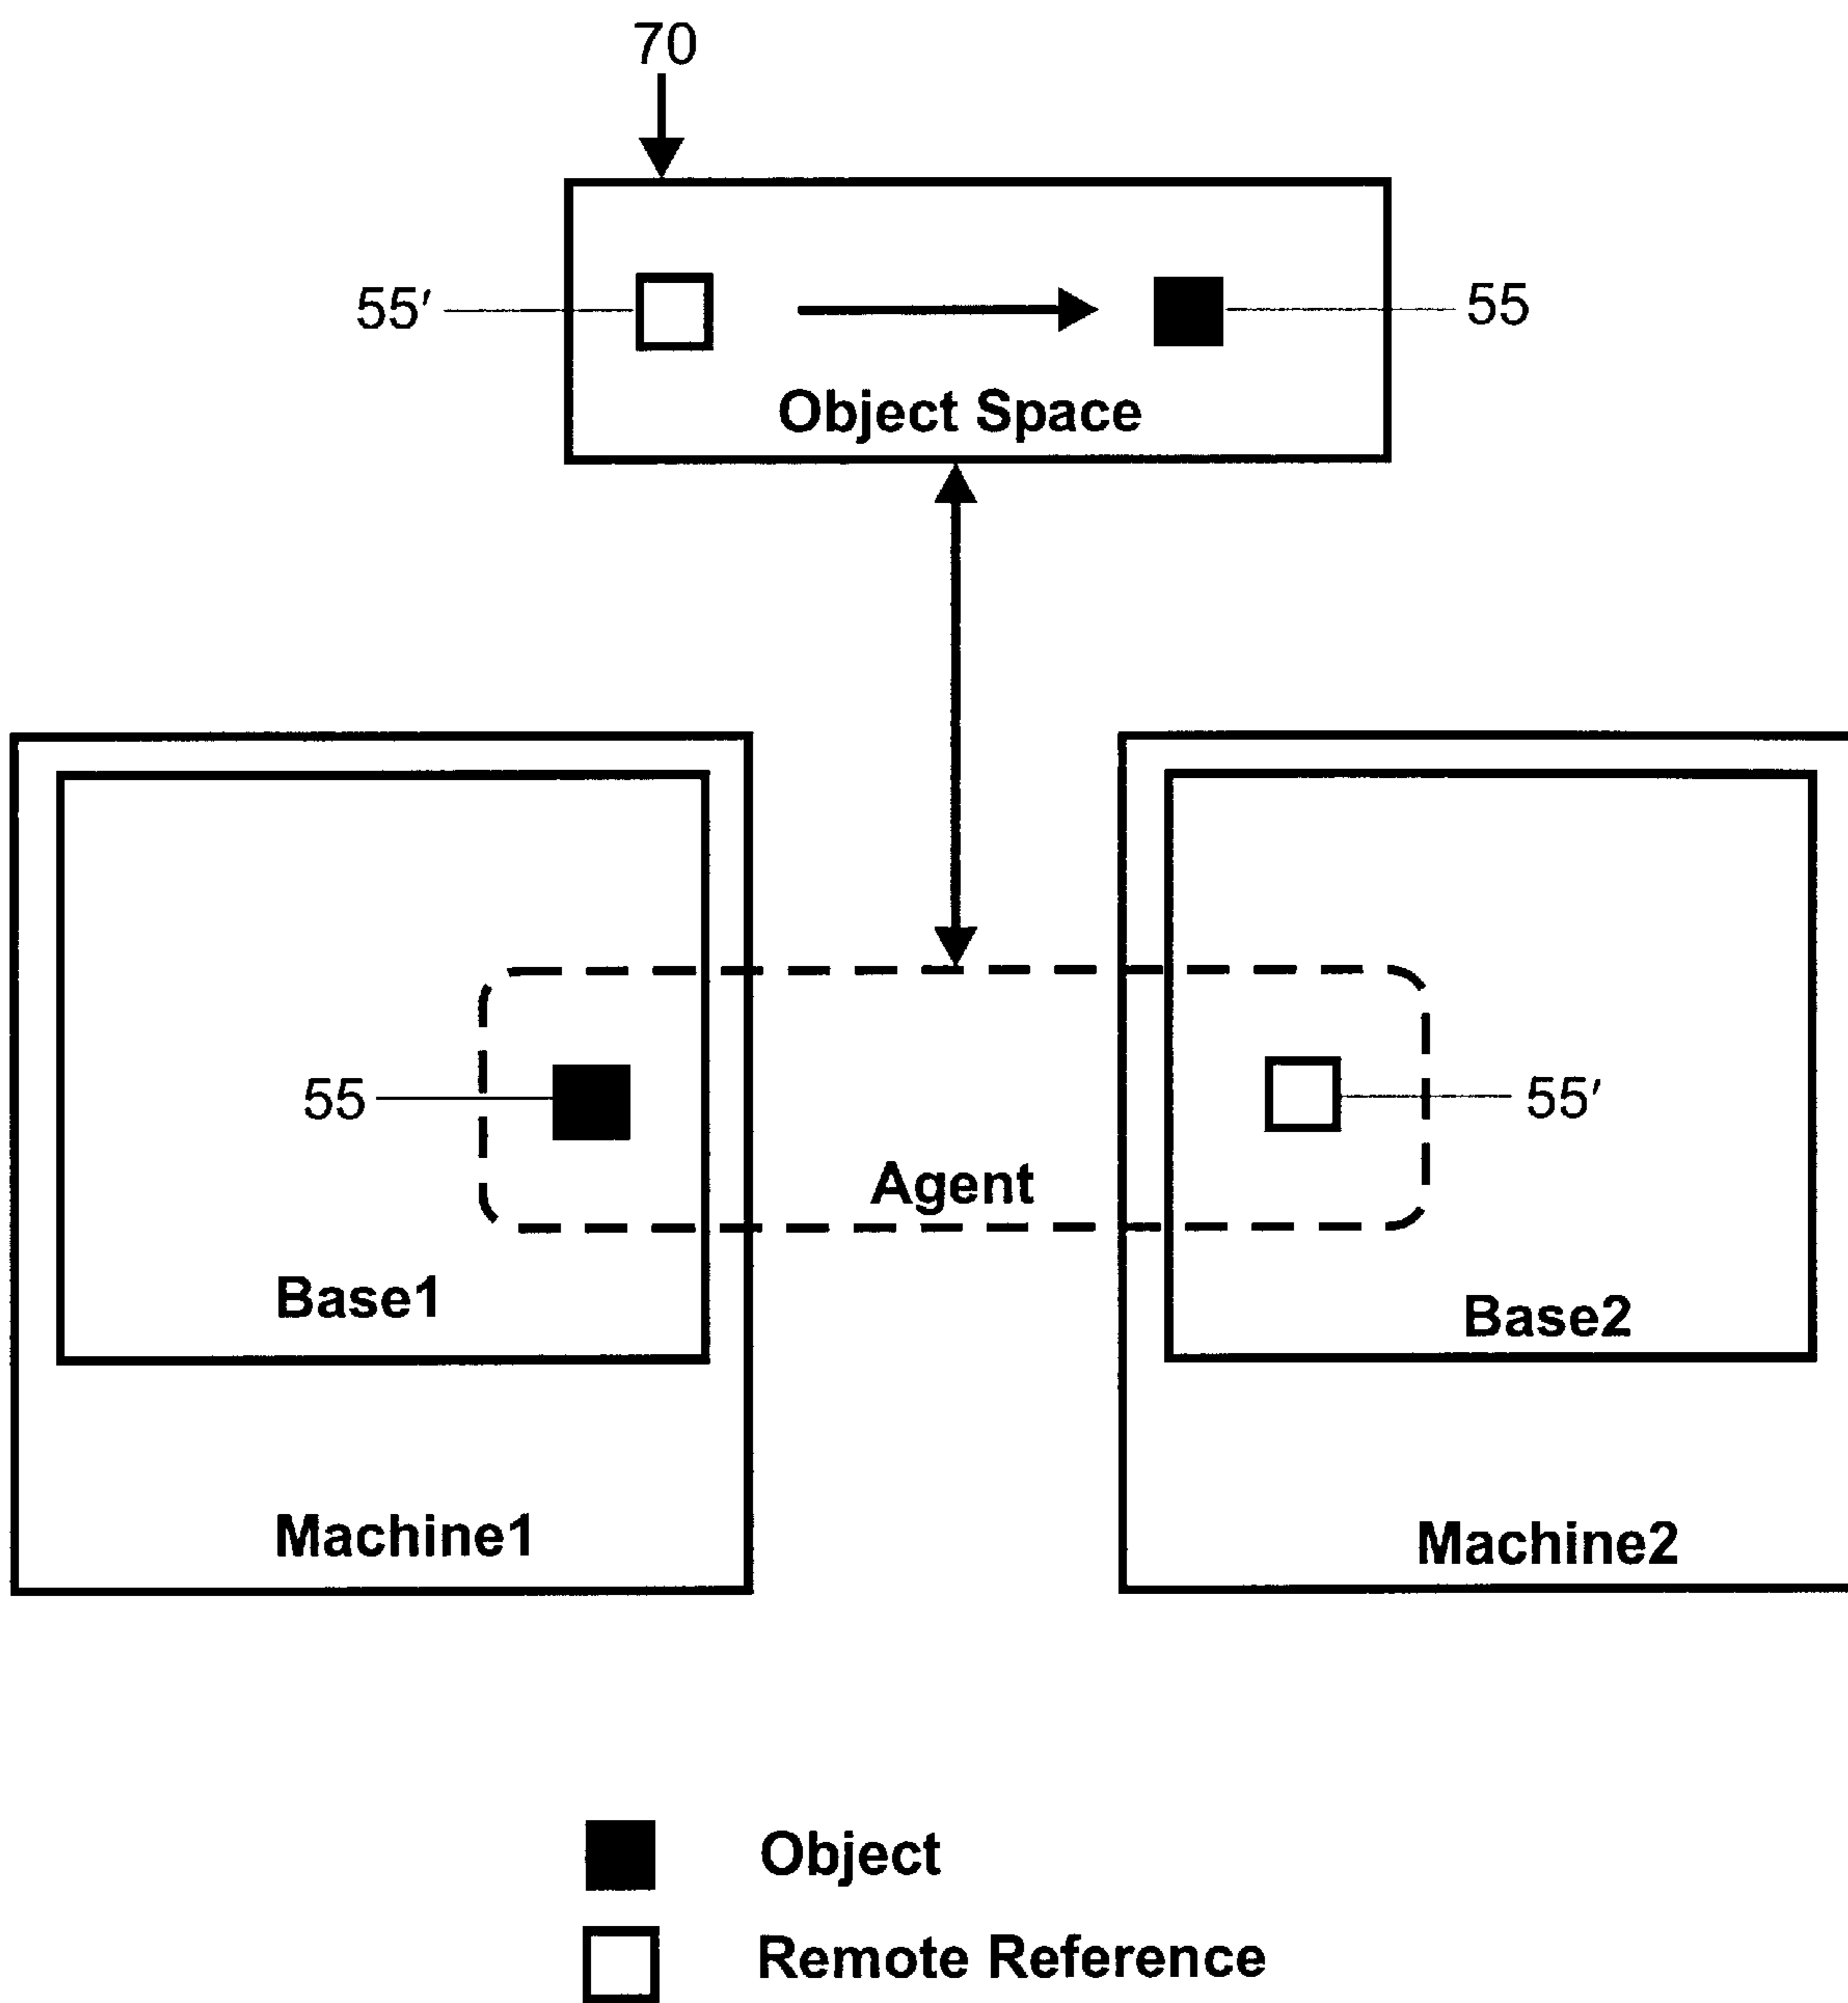 70
55′
55
Object Space
55
55′
Agent
Base1
Base2
Machine1
Machine2
Object
Remote Reference